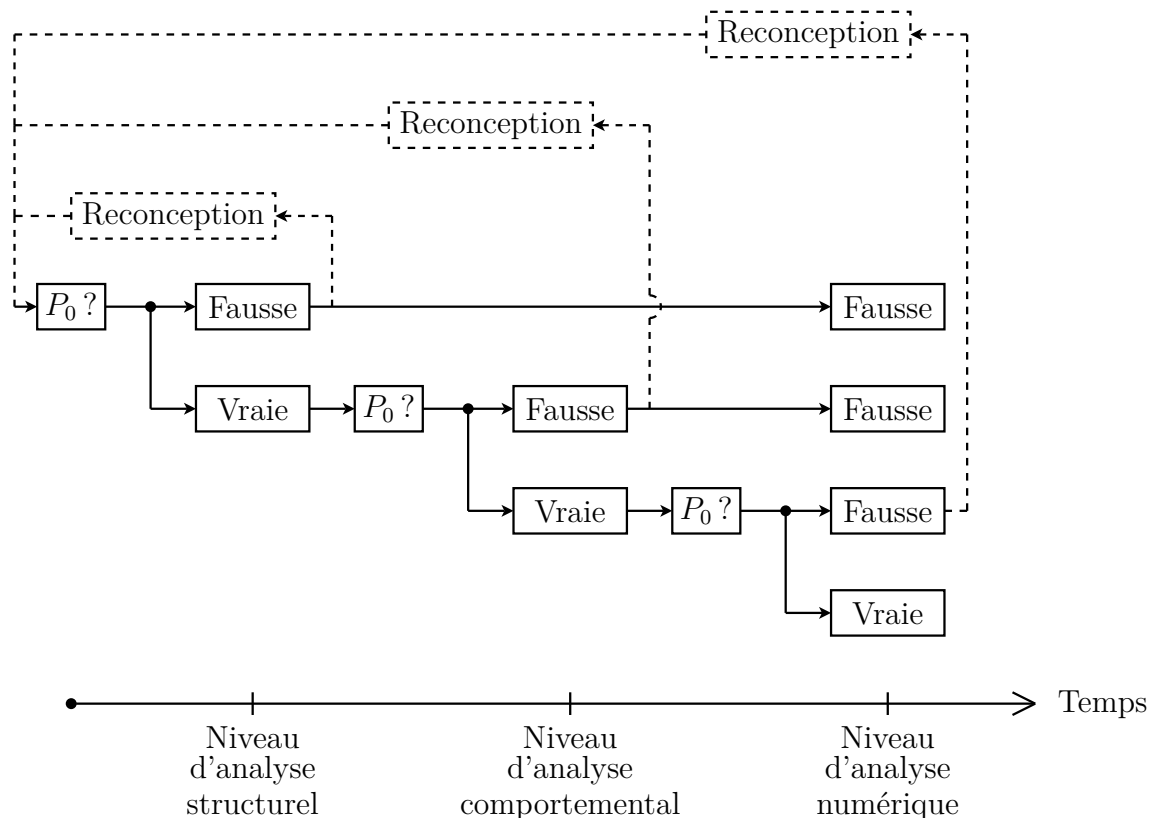 Reconception
Reconception
Reconception
P₀ ? Fausse Fausse
Vraie P₀ ? Fausse Fausse
Vraie P₀ ? Fausse
Vraie
Temps
Niveau
d'analyse
structurel
Niveau
d'analyse
comportemental
Niveau
d'analyse
numérique